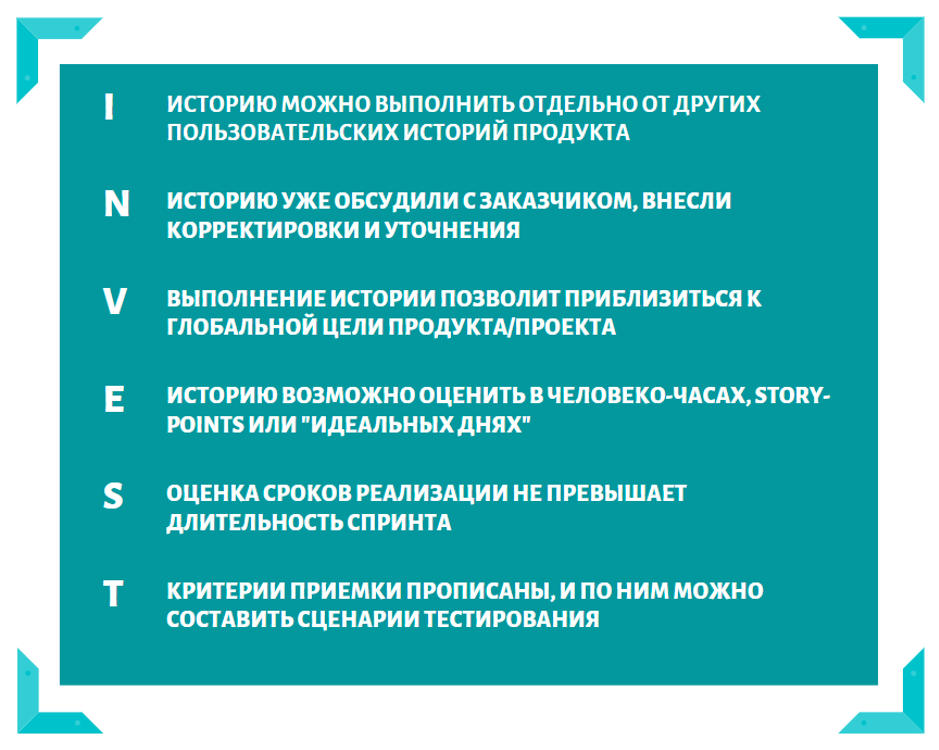 I ИСТОРИЮ МОЖНО ВЫПОЛНИТЬ ОТДЕЛЬНО ОТ ДРУГИХ
ПОЛЬЗОВАТЕЛЬСКИХ ИСТОРИЙ ПРОДУКТА
N ИСТОРИЮ УЖЕ ОБСУДИЛИ С ЗАКАЗЧИКОМ, ВНЕСЛИ
КОРРЕКТИРОВКИ И УТОЧНЕНИЯ
V ВЫПОЛНЕНИЕ ИСТОРИИ ПОЗВОЛИТ ПРИБЛИЗИТЬСЯ К
ГЛОБАЛЬНОЙ ЦЕЛИ ПРОДУКТА/ПРОЕКТА
E ИСТОРИЮ ВОЗМОЖНО ОЦЕНИТЬ В ЧЕЛОВЕКО-ЧАСАХ, STORY-
POINTS ИЛИ "ИДЕАЛЬНЫХ ДНЯХ"
S ОЦЕНКА СРОКОВ РЕАЛИЗАЦИИ НЕ ПРЕВЫШАЕТ
ДЛИТЕЛЬНОСТЬ СПРИНТА
T КРИТЕРИИ ПРИЕМКИ ПРОПИСАНЫ, И ПО НИМ МОЖНО
СОСТАВИТЬ СЦЕНАРИИ ТЕСТИРОВАНИЯ